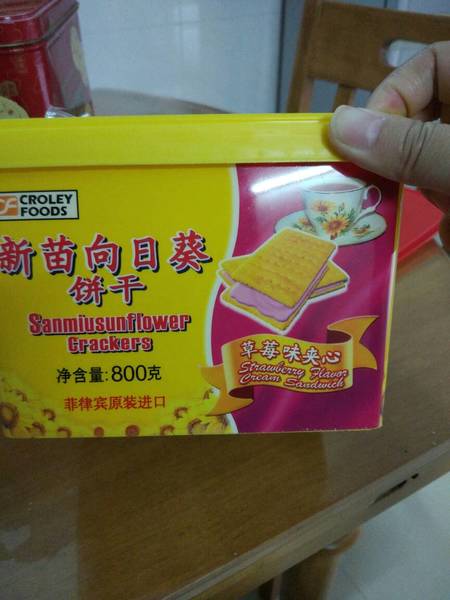 CROLEY
FOODS
新苗向日葵
饼干
Sanmiusunflower
Crackers
净含量:800克
菲律宾原装进口
草莓味夹心
Strawberry Flavor
Cream Sandwich